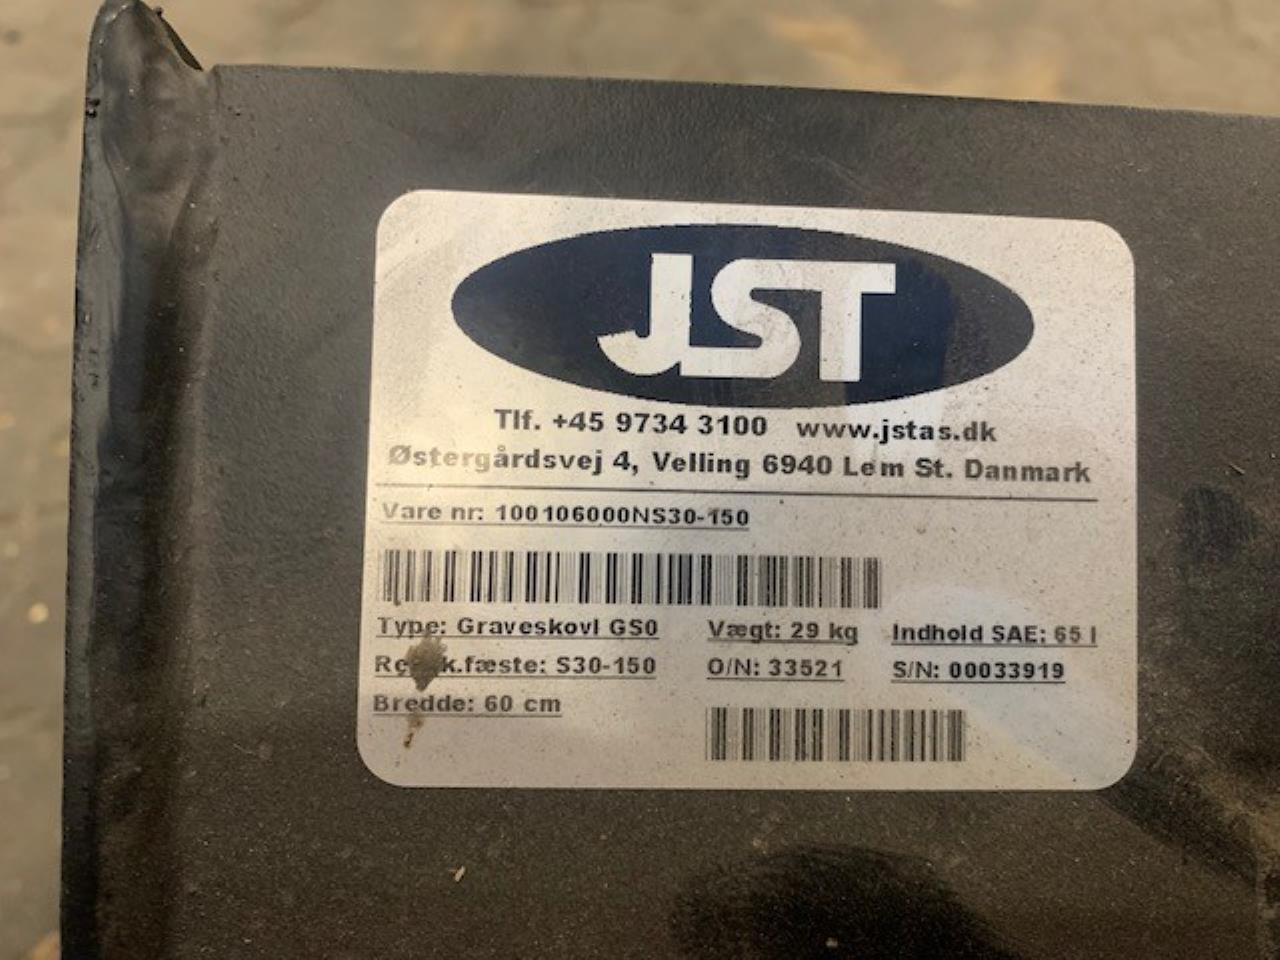 JST
Tlf. +45 9734 3100 www.jstas.dk
Østergårdsvej 4, Velling 6940 Lem St. Danmark
Vare nr: 100106000NS30-150
Type: Graveskovl GS0 Vægt: 29 kg Indhold SAE: 65 l
S30-150 O/N: 33521 S/N: 00033919
Bredde: 60 cm